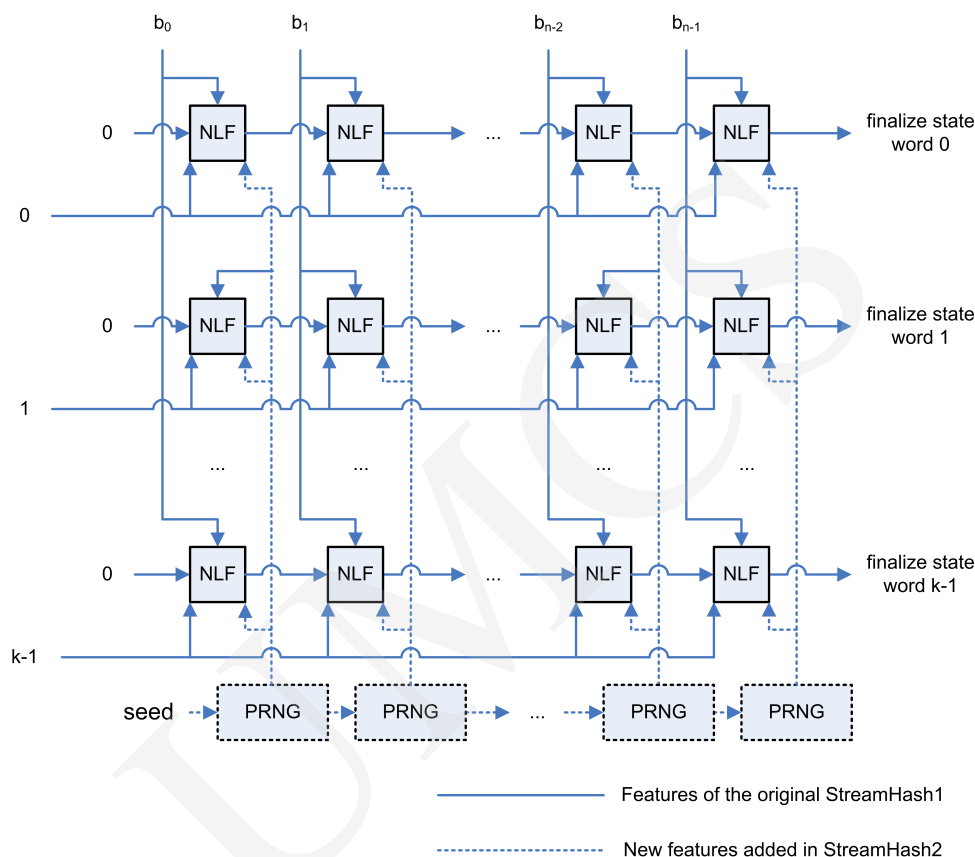 b0 b1 bn-2 bn-1
0 NLF NLF ... NLF NLF finalize state
word 0
0
0 NLF NLF ... NLF NLF finalize state
word 1
1
... ... ... ...
0 NLF NLF ... NLF NLF finalize state
word k-1
k-1
seed PRNG PRNG ... PRNG PRNG
Features of the original StreamHash1
New features added in StreamHash2
UMCS